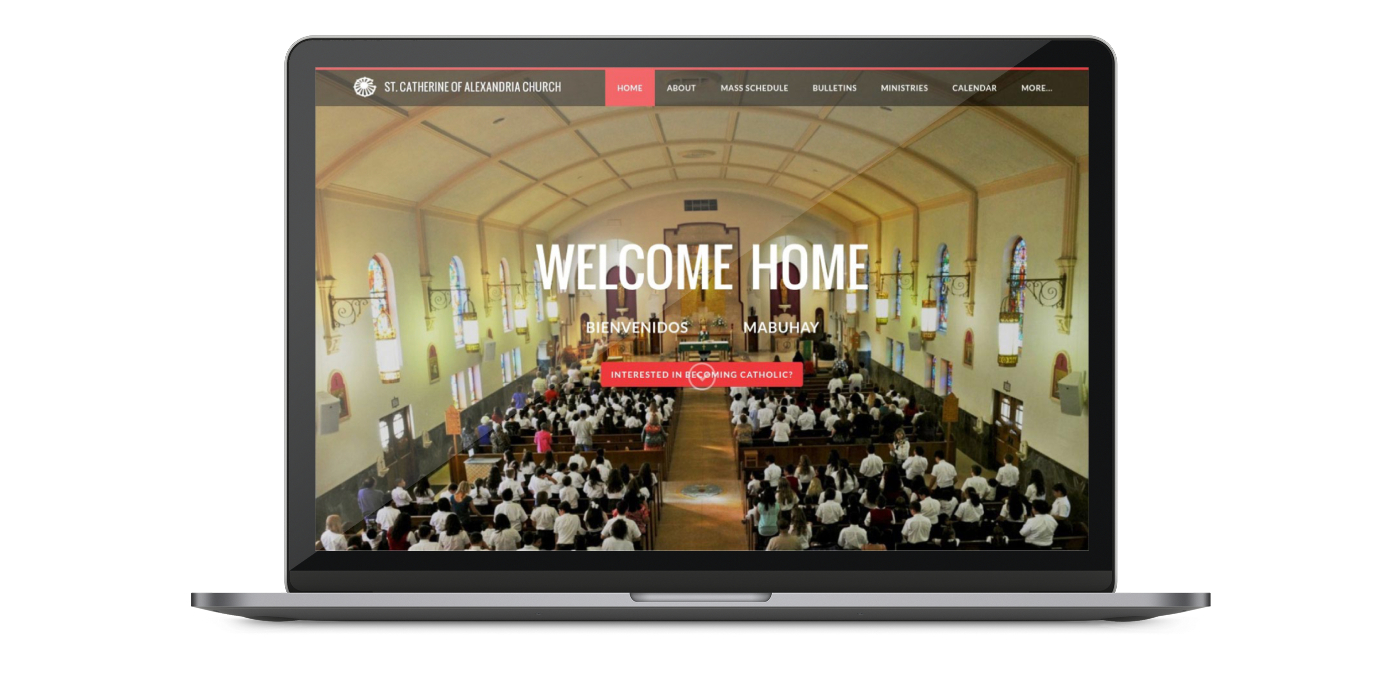 ST. CATHERINE OF ALEXANDRIA CHURCH
HOME ABOUT MASS SCHEDULE BULLETINS MINISTRIES CALENDAR MORE...
WELCOME HOME
BIENVENIDOS MABUHAY
INTERESTED IN BECOMING CATHOLIC?